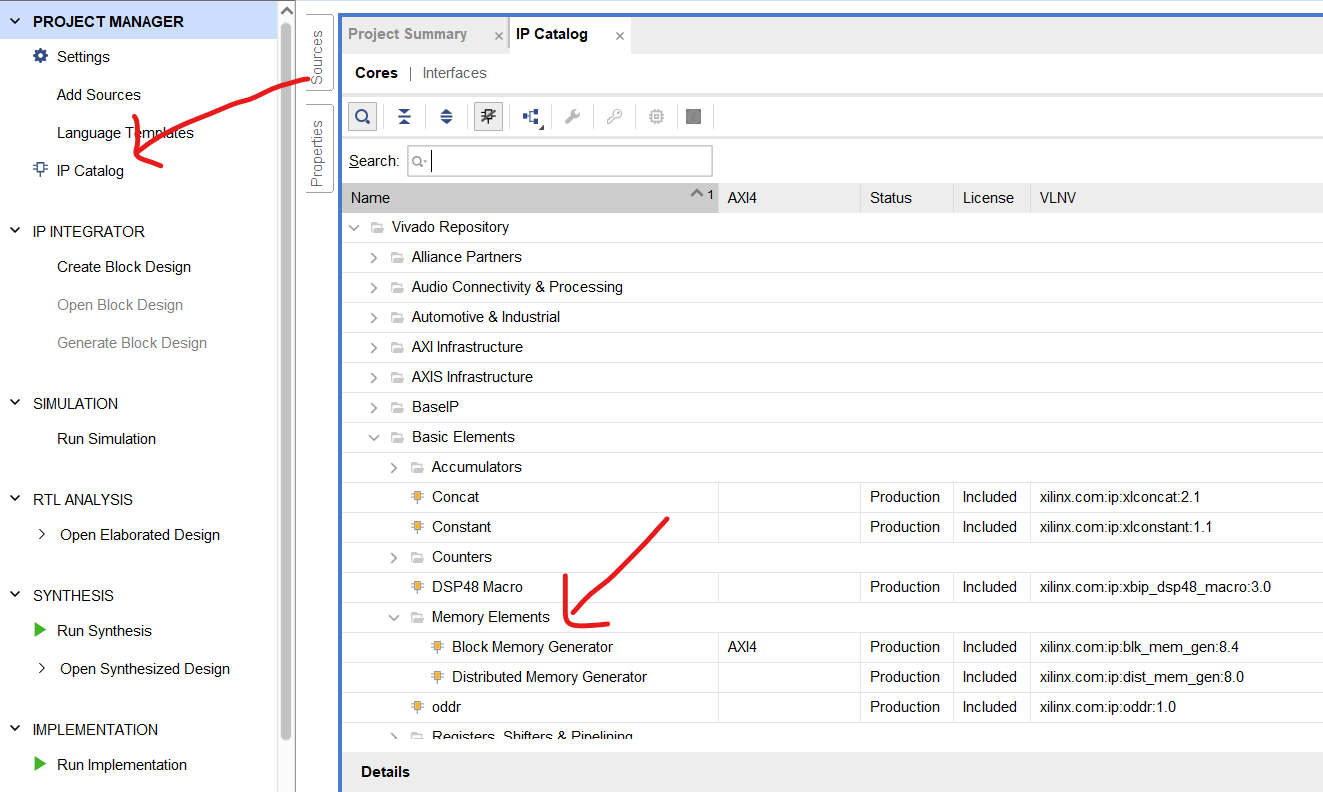 PROJECT MANAGER
Settings
Add Sources
Language Templates
IP Catalog
IP INTEGRATOR
Create Block Design
Open Block Design
Generate Block Design
SIMULATION
Run Simulation
RTL ANALYSIS
Open Elaborated Design
SYNTHESIS
Run Synthesis
Open Synthesized Design
IMPLEMENTATION
Run Implementation
Sources
Properties
Project Summary × IP Catalog ×
Cores | Interfaces
Search:
Name 1 AXI4 Status License VLNV
Vivado Repository
Alliance Partners
Audio Connectivity & Processing
Automotive & Industrial
AXI Infrastructure
AXIS Infrastructure
BaseIP
Basic Elements
Accumulators
Concat Production Included xilinx.com:ip:xlconcat:2.1
Constant Production Included xilinx.com:ip:xlconstant:1.1
Counters
DSP48 Macro Production Included xilinx.com:ip:xbip_dsp48_macro:3.0
Memory Elements
Block Memory Generator AXI4 Production Included xilinx.com:ip:blk_mem_gen:8.4
Distributed Memory Generator Production Included xilinx.com:ip:dist_mem_gen:8.0
oddr Production Included xilinx.com:ip:oddr:1.0
Registers, Shifters & Pipelining
Details